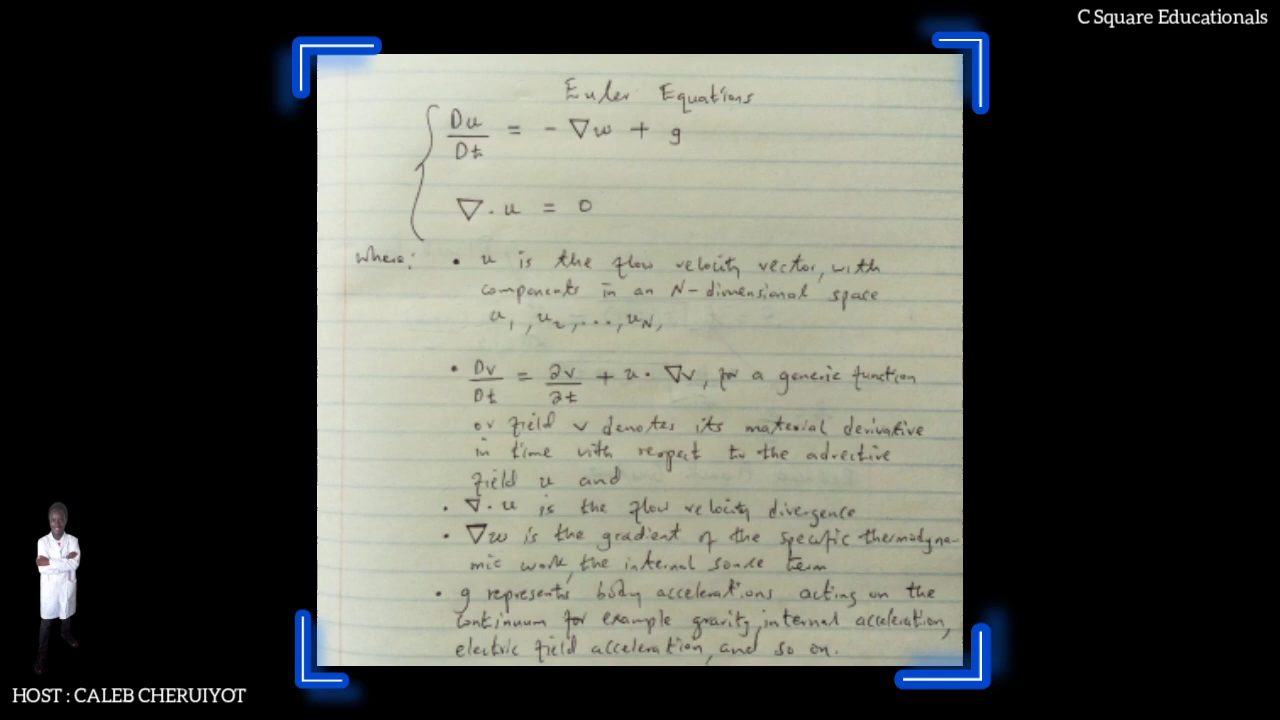 C Square Educationals
Euler Equations
Du/Dt = - ∇w + g
∇ . u = 0
where: • u is the flow velocity vector, with
components in an N-dimensional space
u₁, u₂, ..., uN,
• Dv/Dt = ∂v/∂t + u . ∇v, for a generic function
or field v denotes its material derivative
in time with respect to the advective
field u and
. ∇.u is the flow velocity divergence
• ∇w is the gradient of the specific thermodyna-
mic work, the internal source term
• g represents body accelerations acting on the
continuum for example gravity, internal acceleration,
electric field acceleration, and so on.
HOST : CALEB CHERUIYOT